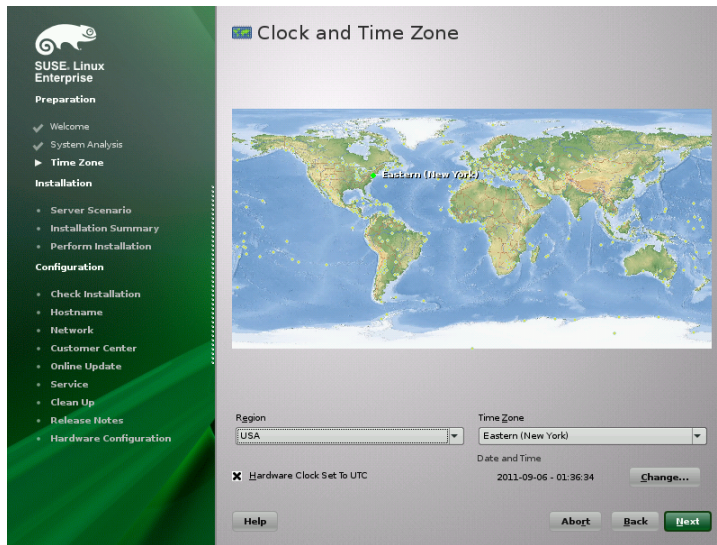 SUSE. Linux
Enterprise
Preparation
Welcome
System Analysis
Time Zone
Installation
Server Scenario
Installation Summary
Perform Installation
Configuration
Check Installation
Hostname
Network
Customer Center
Online Update
Service
Clean Up
Release Notes
Hardware Configuration
Clock and Time Zone
Eastern (New York)
Region
USA
Time Zone
Eastern (New York)
Hardware Clock Set To UTC
Date and Time
2011-09-06 - 01:36:34
Change...
Help
Abort
Back
Next